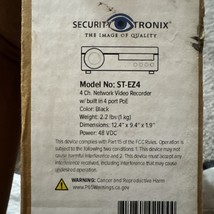 SECURITY TRONIX
THE IMAGE OF QUALITY
Model No: ST-EZ4
4 Ch. Network Video Recorder
w/ built in 4 port PoE
Color: Black
Weight: 2.2 lbs (1 kg)
Dimensions: 12.4" x 9.4" x 1.9"
Power: 48 VDC
This device complies with Part 15 of the FCC Rules. Operation is
subject to the following two conditions: 1. This device may not
cause harmful interference, and 2. This device must accept any
interference received, including interference that may cause
undesired operation.
WARNING: Cancer and Reproductive Harm
www.P65Warnings.ca.gov